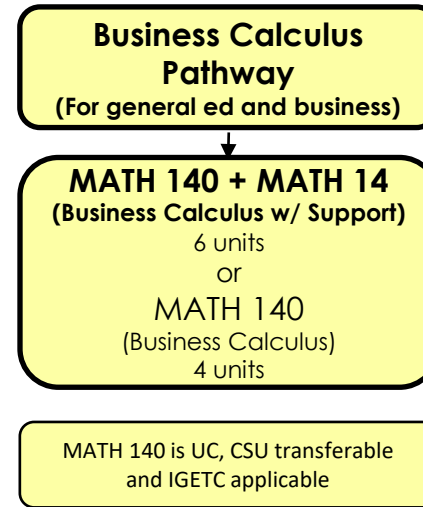 Business Calculus
Pathway
(For general ed and business)
MATH 140 + MATH 14
(Business Calculus w/ Support)
6 units
or
MATH 140
(Business Calculus)
4 units
MATH 140 is UC, CSU transferable
and IGETC applicable